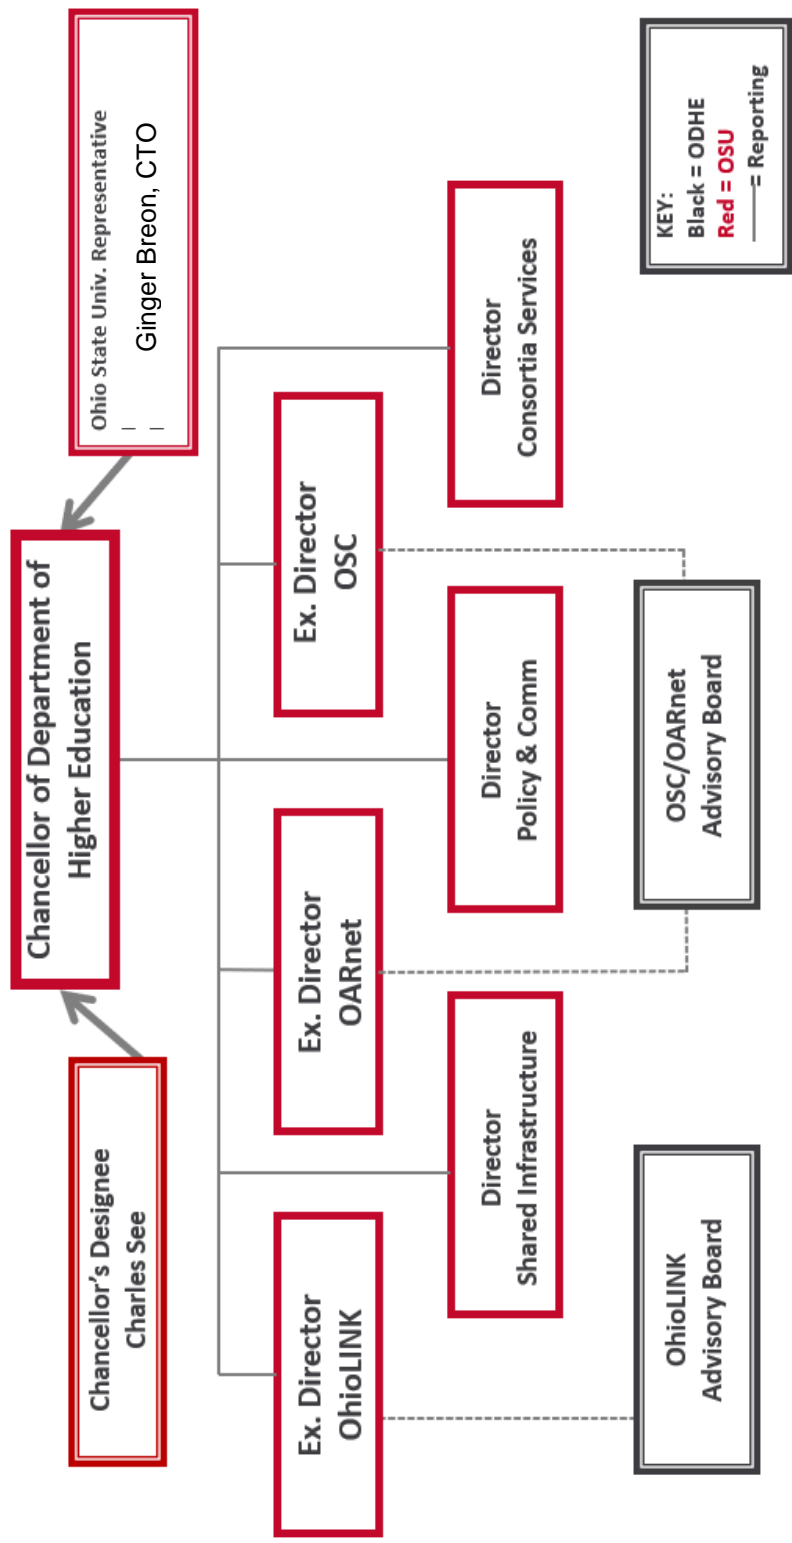 Chancellor of Department of
Higher Education
Chancellor's Designee
Charles See
Ohio State Univ. Representative
Ginger Breon, CTO
Ex. Director
OhioLINK
Ex. Director
OARnet
Ex. Director
OSC
Director
Shared Infrastructure
Director
Policy & Comm
Director
Consortia Services
OhioLINK
Advisory Board
OSC/OARnet
Advisory Board
KEY:
Black = ODHE
Red = OSU
= Reporting